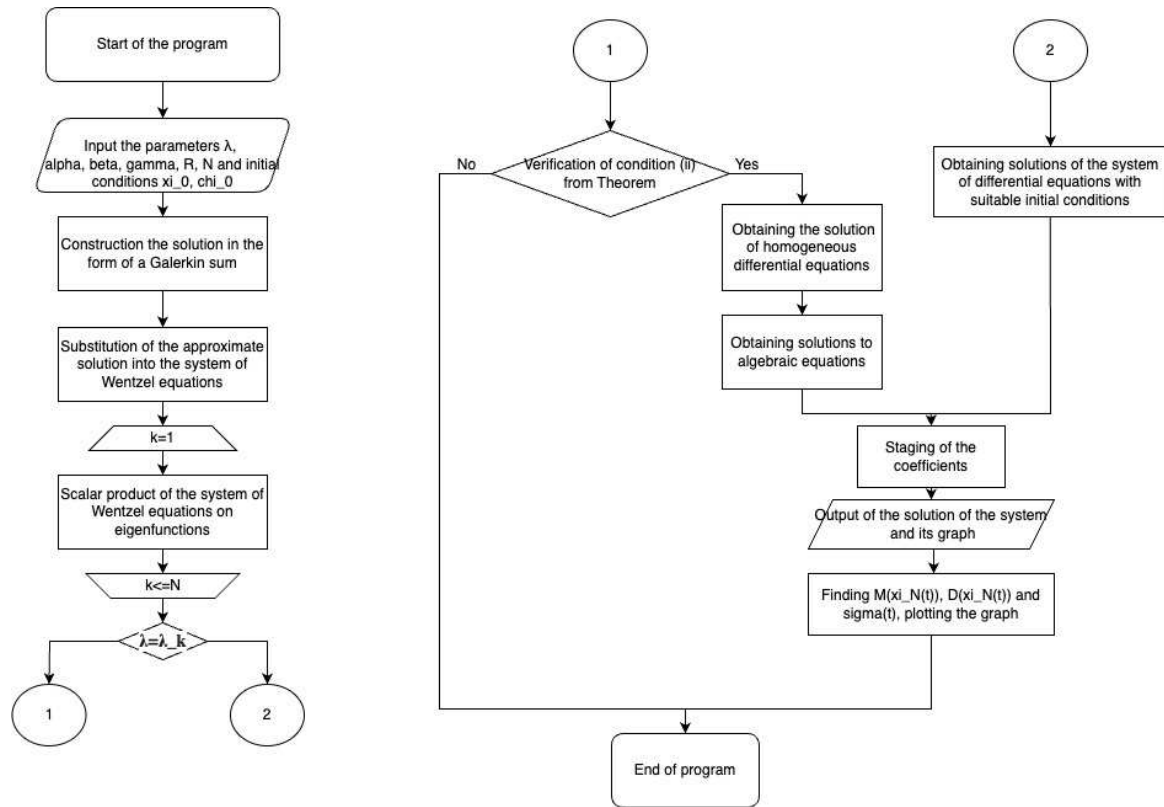 Start of the program
Input the parameters λ,
alpha, beta, gamma, R, N and initial
conditions xi_0, chi_0
Construction the solution in the
form of a Galerkin sum
Substitution of the approximate
solution into the system of
Wentzel equations
k=1
Scalar product of the system of
Wentzel equations on
eigenfunctions
k<=N
λ=λ_k
1
2
1
No
Verification of condition (ii)
from Theorem
Yes
Obtaining the solution
of homogeneous
differential equations
Obtaining solutions to
algebraic equations
2
Obtaining solutions of the system
of differential equations with
suitable initial conditions
Staging of the
coefficients
Output of the solution of the system
and its graph
Finding M(xi_N(t)), D(xi_N(t)) and
sigma(t), plotting the graph
End of program